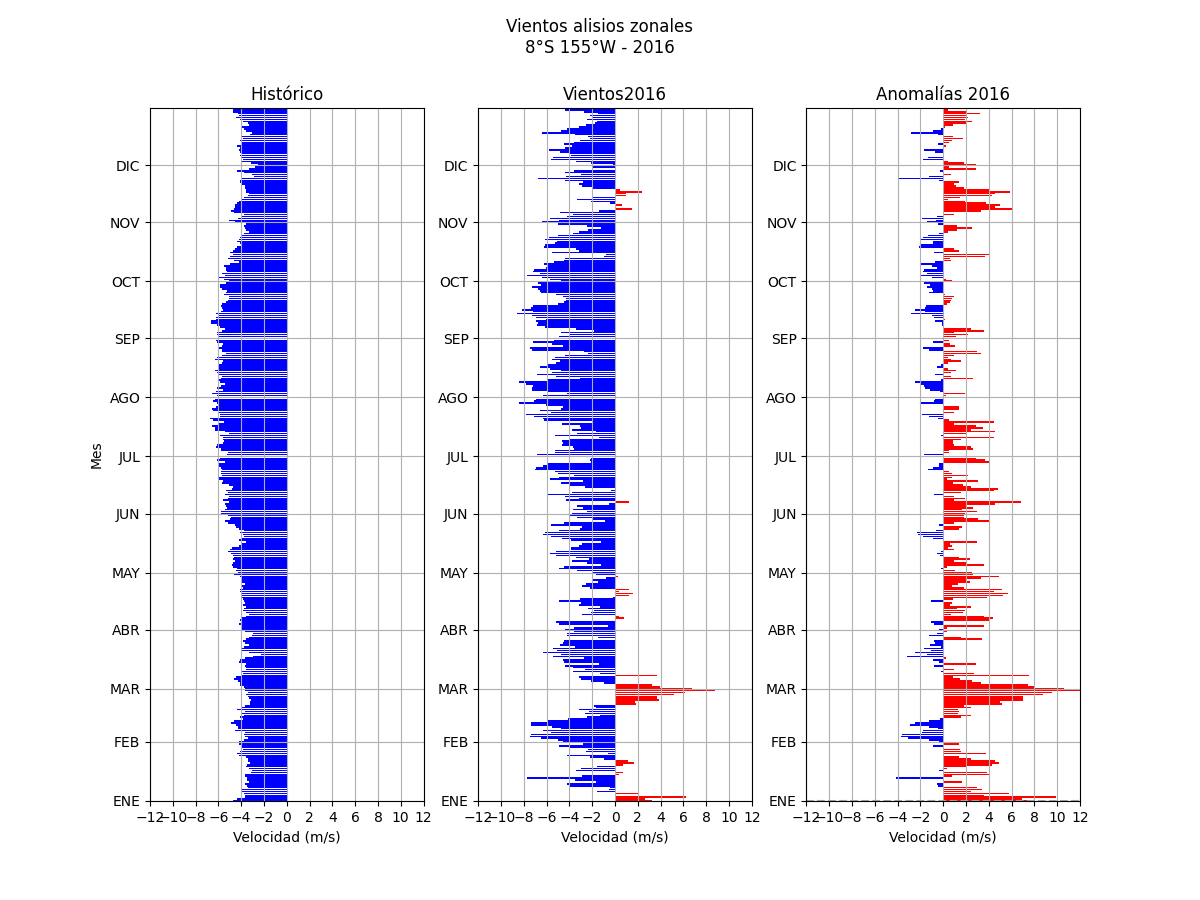 Vientos alisios zonales
8°S 155°W - 2016
Histórico
Vientos2016
Anomalías 2016
Mes
DIC
NOV
OCT
SEP
AGO
JUL
JUN
MAY
ABR
MAR
FEB
ENE
−12 −10 −8 −6 −4 −2 0 2 4 6 8 10 12
Velocidad (m/s)
DIC
NOV
OCT
SEP
AGO
JUL
JUN
MAY
ABR
MAR
FEB
ENE
−12 −10 −8 −6 −4 −2 0 2 4 6 8 10 12
Velocidad (m/s)
DIC
NOV
OCT
SEP
AGO
JUL
JUN
MAY
ABR
MAR
FEB
ENE
−12 −10 −8 −6 −4 −2 0 2 4 6 8 10 12
Velocidad (m/s)